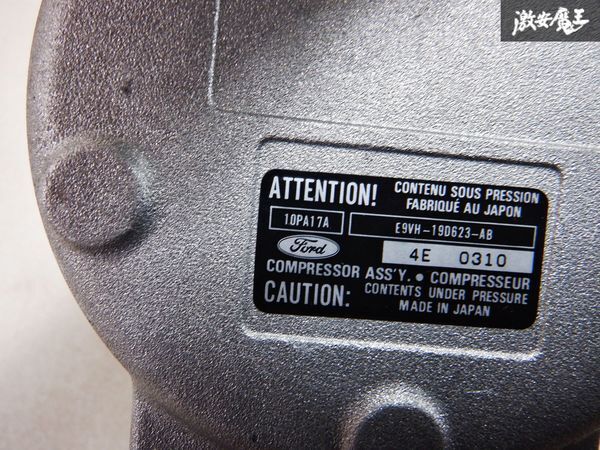 激安魔王
ATTENTION! CONTENU SOUS PRESSION
FABRIQUÉ AU JAPON
10PA17A E9VH-19D623-AB
Ford 4E 0310
COMPRESSOR ASS'Y. • COMPRESSEUR
CAUTION: CONTENTS UNDER PRESSURE
MADE IN JAPAN